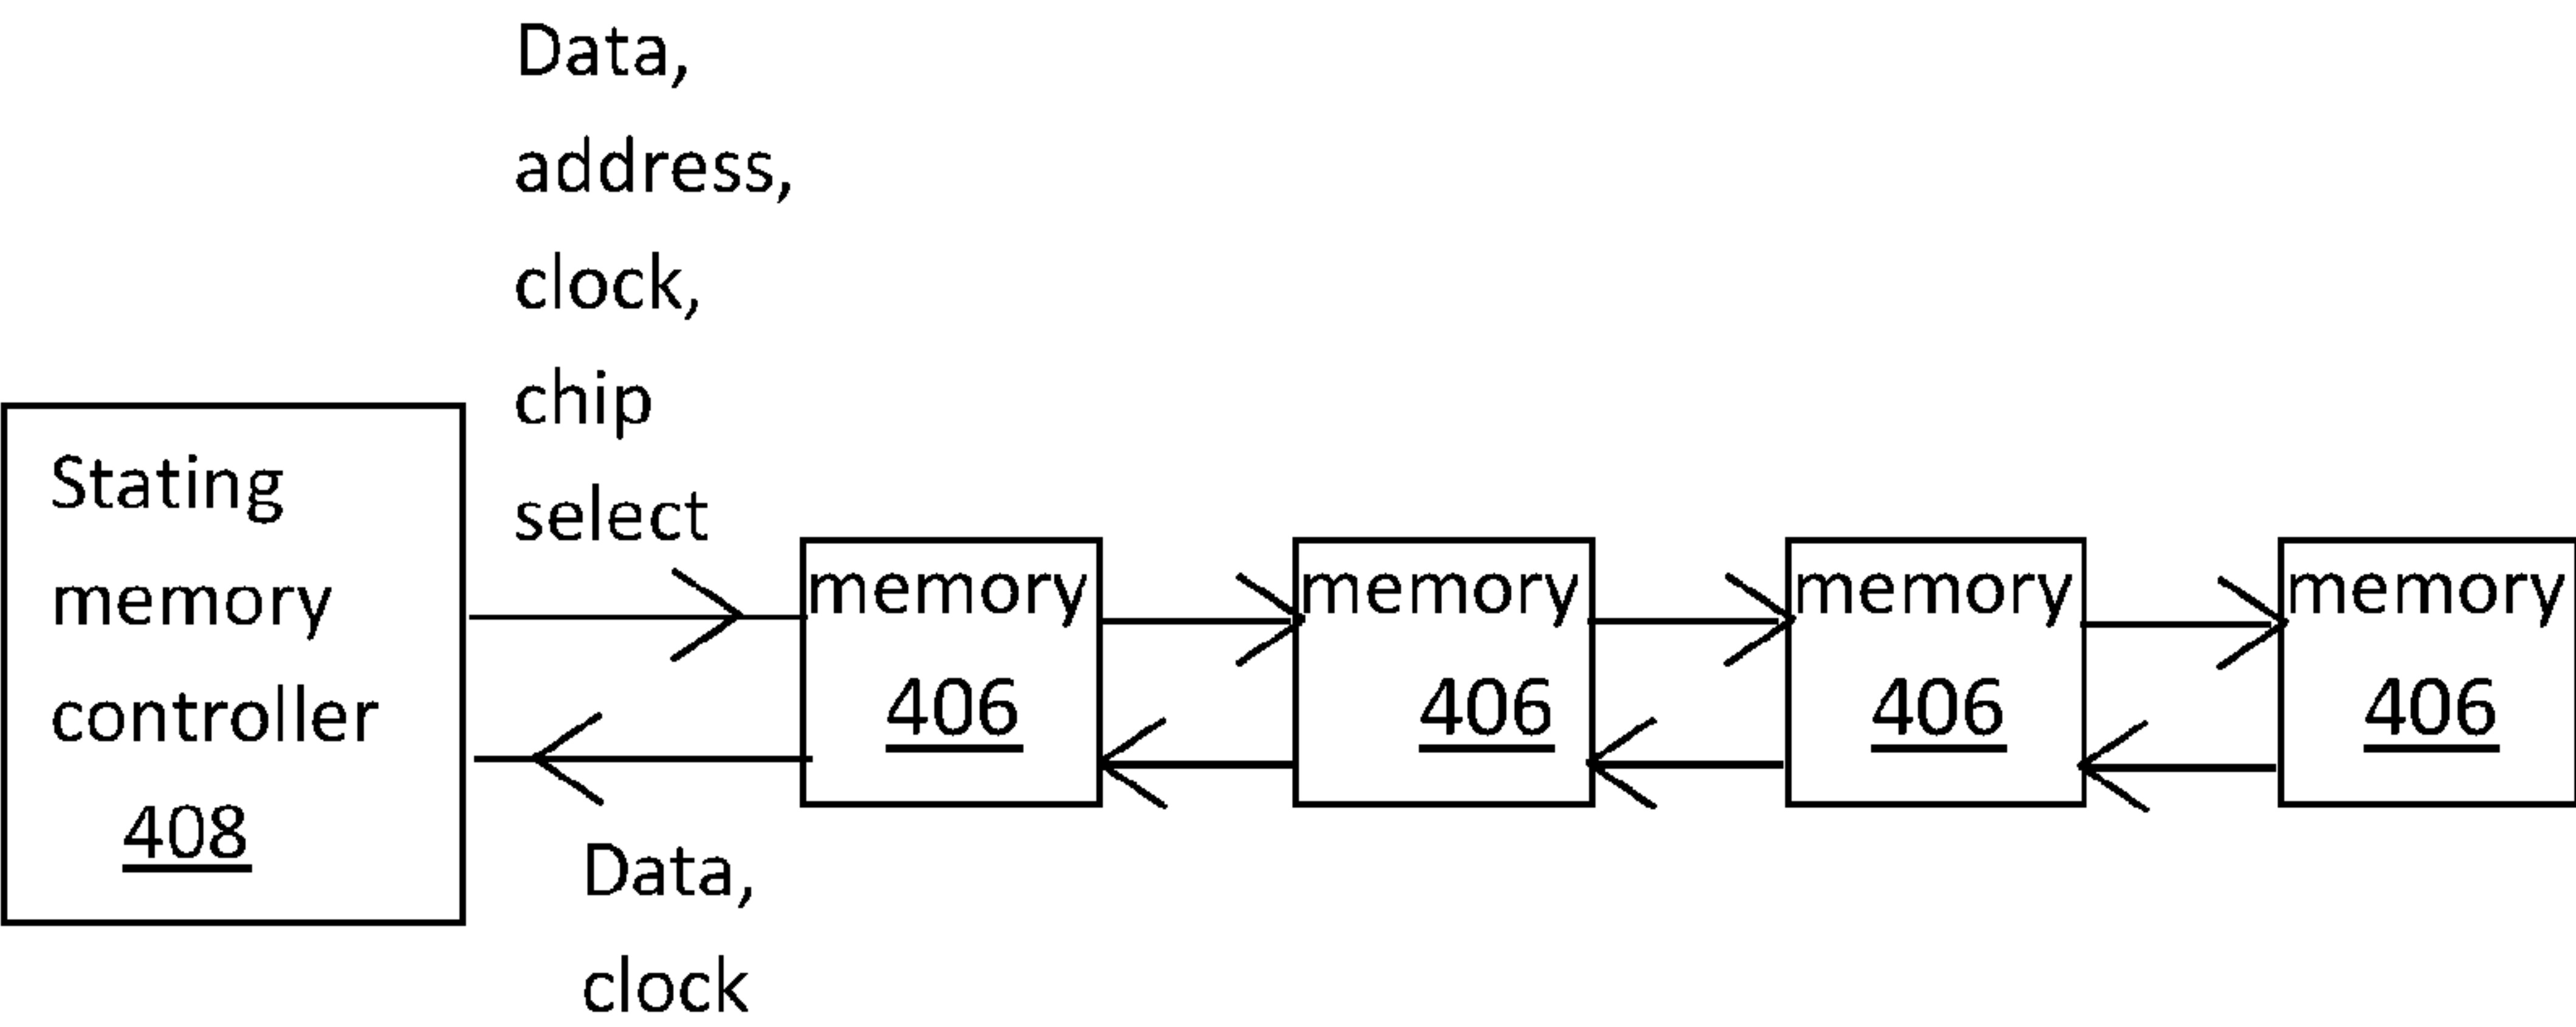 Data,
address,
clock,
chip
select
Stating
memory
controller
408
memory
406
memory
406
memory
406
memory
406
Data,
clock